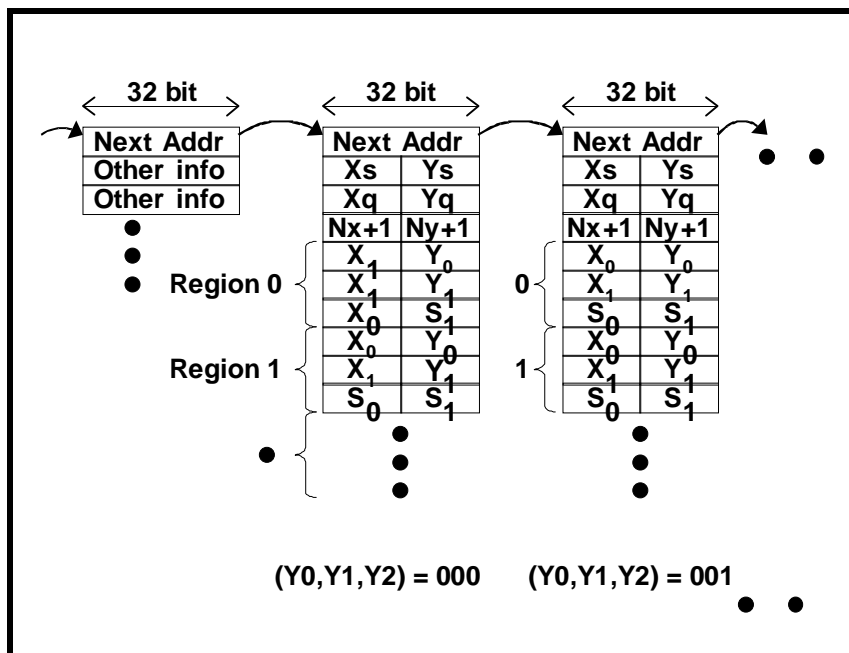 32 bit 32 bit 32 bit
Next Addr Next Addr Next Addr
Other info Xs Ys Xs Ys
Other info Xq Yq Xq Yq
Nx+1 Ny+1 Nx+1 Ny+1
X₁ Y₀ X₀ Y₀
Region 0 X₁ Y₁ 0 X₁ Y₁
X₀ S₁ S₀ S₁
X₀ Y₀ X₀ Y₀
Region 1 X₁ Y₁ 1 X₁ Y₁
S₀ S₁ S₀ S₁
(Y0,Y1,Y2) = 000 (Y0,Y1,Y2) = 001